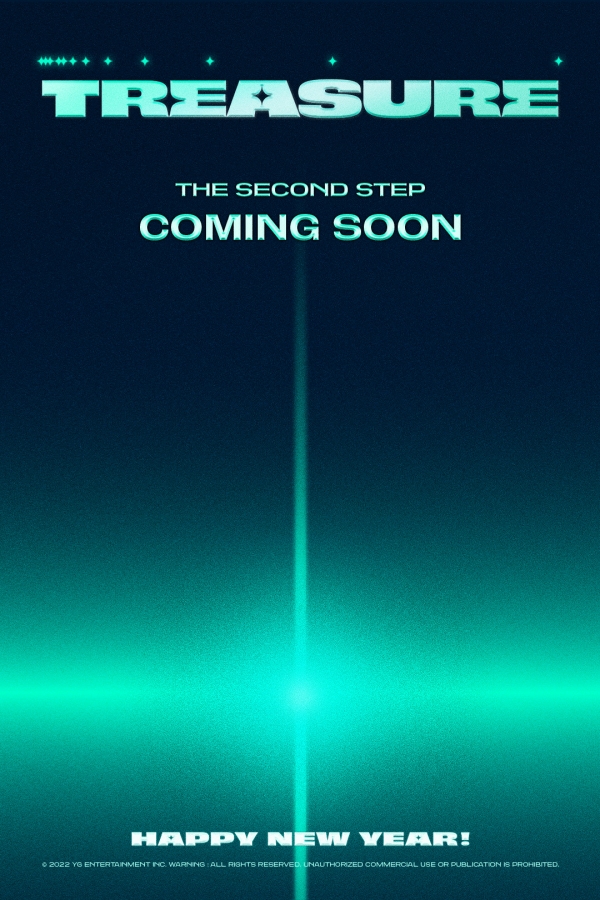 TREASURE
THE SECOND STEP
COMING SOON
HAPPY NEW YEAR!
© 2022 YG ENTERTAINMENT INC. WARNING : ALL RIGHTS RESERVED. UNAUTHORIZED COMMERCIAL USE OR PUBLICATION IS PROHIBITED.